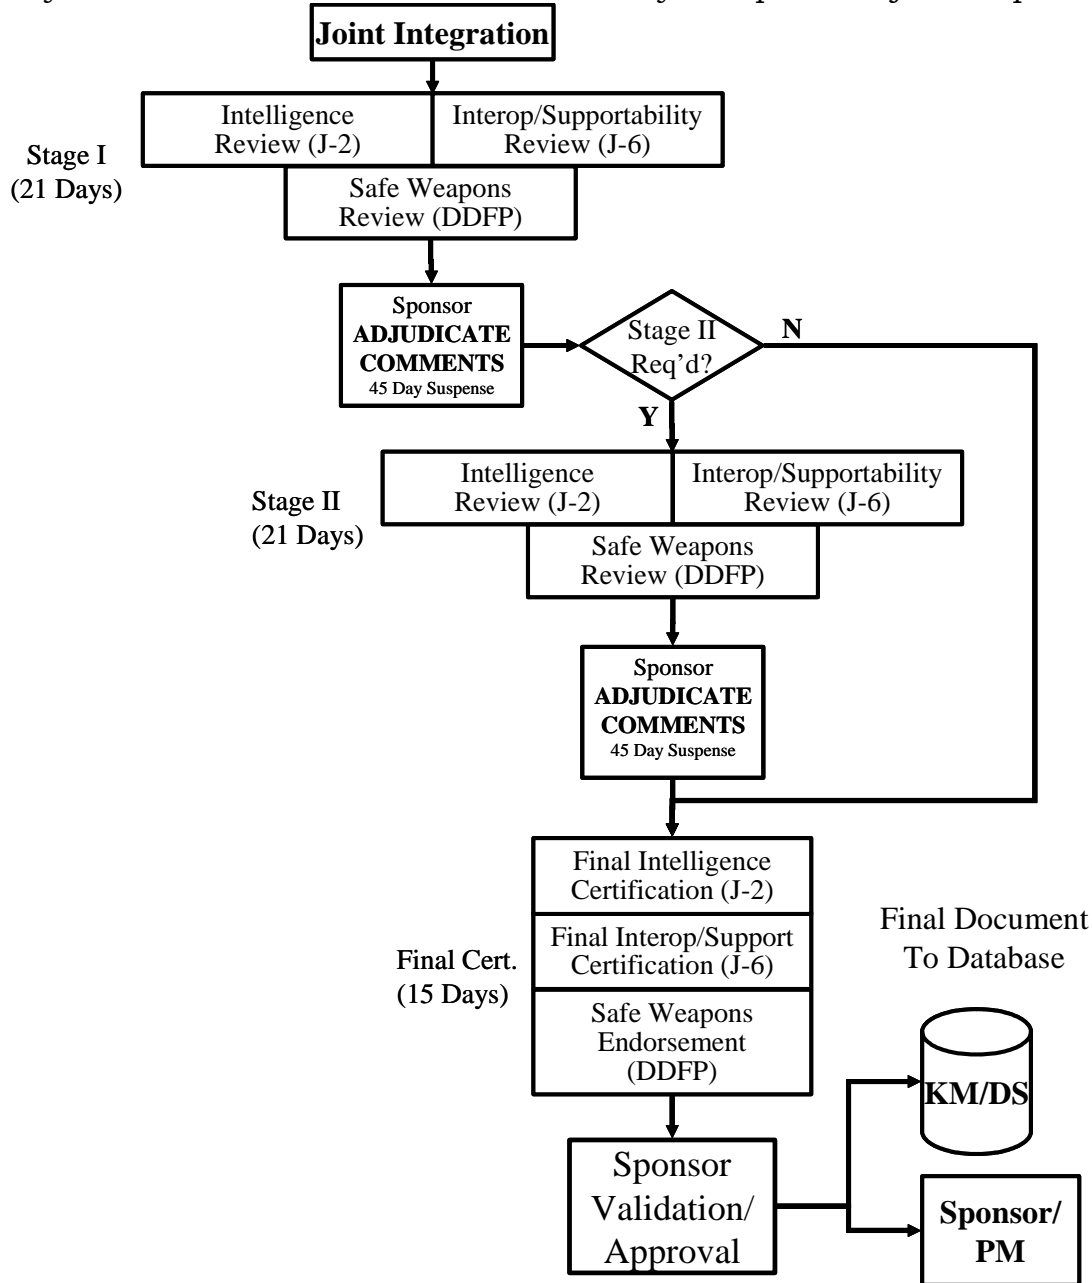 Joint Integration
Intelligence
Review (J-2)
Interop/Supportability
Review (J-6)
Stage I
(21 Days)
Safe Weapons
Review (DDFP)
Sponsor
ADJUDICATE
COMMENTS
45 Day Suspense
Stage II
Req’d?
N
Y
Intelligence
Review (J-2)
Interop/Supportability
Review (J-6)
Stage II
(21 Days)
Safe Weapons
Review (DDFP)
Sponsor
ADJUDICATE
COMMENTS
45 Day Suspense
Final Intelligence
Certification (J-2)
Final Interop/Support
Certification (J-6)
Final Cert.
(15 Days)
Safe Weapons
Endorsement
(DDFP)
Final Document
To Database
KM/DS
Sponsor
Validation/
Approval
Sponsor/
PM